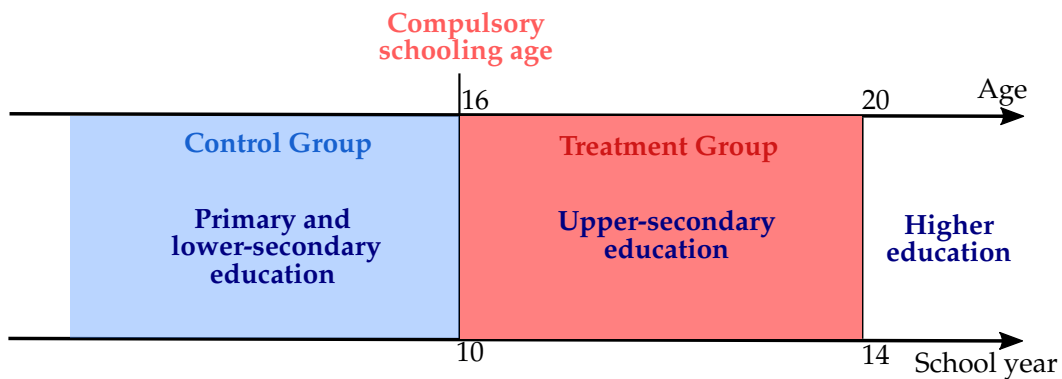 Compulsory
schooling age
16
20
Age
Control Group
Treatment Group
Primary and
lower-secondary
education
Upper-secondary
education
Higher
education
10
14
School year